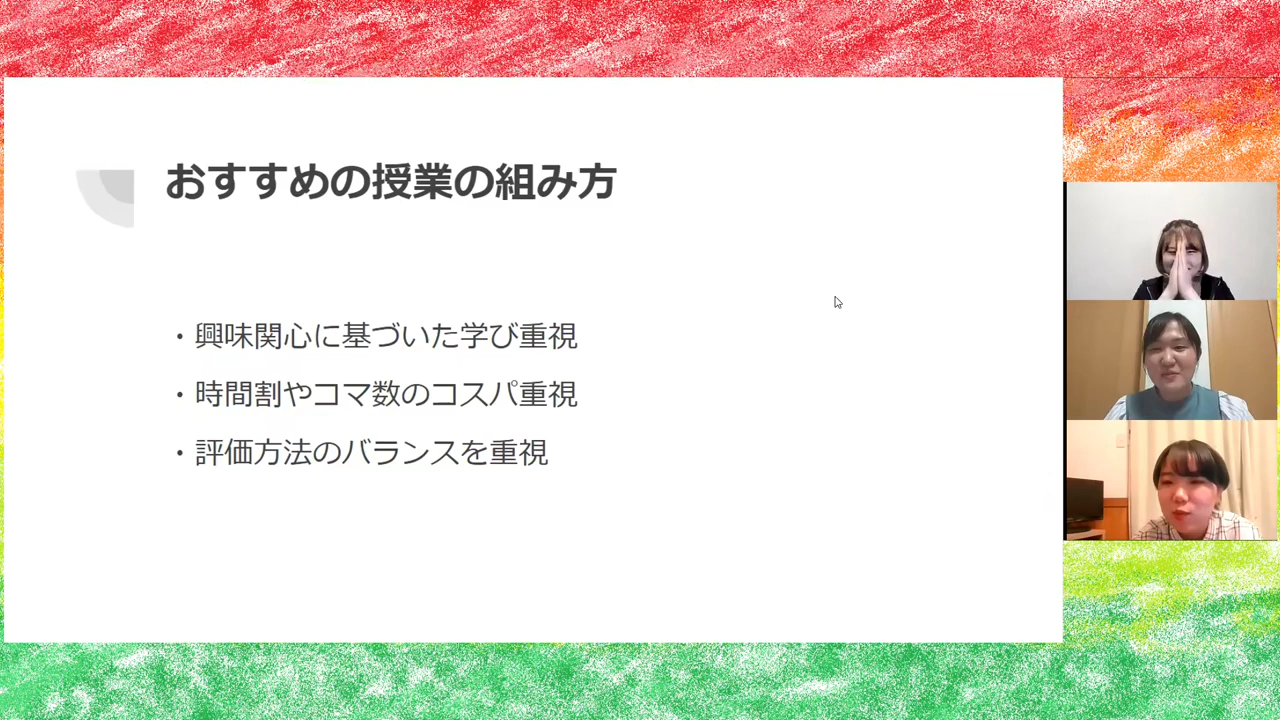 おすすめの授業の組み方
・興味関心に基づいた学び重視
・時間割やコマ数のコスパ重視
・評価方法のバランスを重視